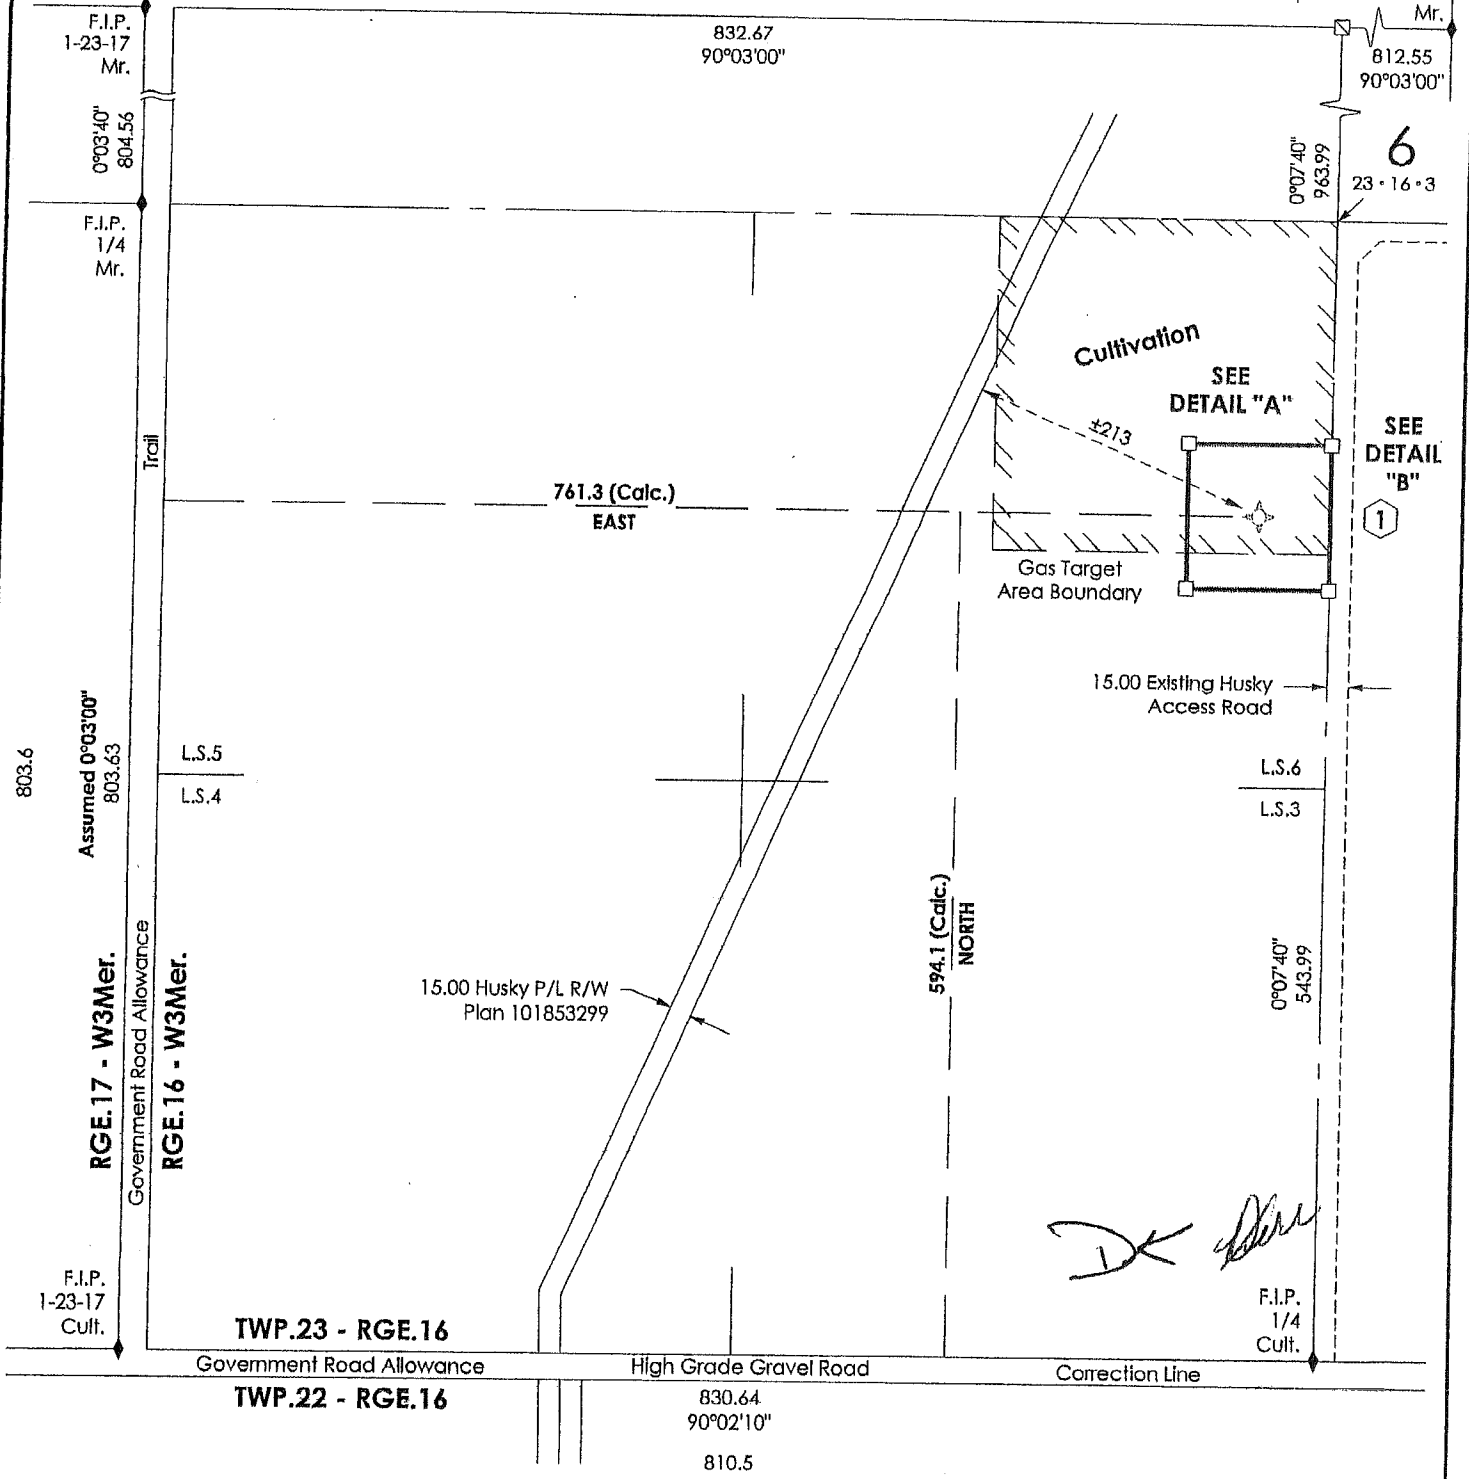 F.I.P.
1-23-17
Mr.
832.67
90°03'00"
Mr.
812.55
90°03'00"
0°03'40"
804.56
0°07'40"
963.99
6
23 · 16 · 3
F.I.P.
1/4
Mr.
Cultivation
SEE
DETAIL "A"
±213
SEE
DETAIL
"B"
Trail
761.3 (Calc.)
EAST
1
Gas Target
Area Boundary
15.00 Existing Husky
Access Road
803.6
Assumed 0°03'00"
803.63
L.S.5
L.S.4
L.S.6
L.S.3
594.1 (Calc.)
NORTH
0°07'40"
543.99
15.00 Husky P/L R/W
Plan 101853299
RGE.17 - W3Mer.
Government Road Allowance
RGE.16 - W3Mer.
DK
F.I.P.
1-23-17
Cult.
F.I.P.
1/4
Cult.
TWP.23 - RGE.16
Government Road Allowance
High Grade Gravel Road
Correction Line
TWP.22 - RGE.16
830.64
90°02'10"
810.5